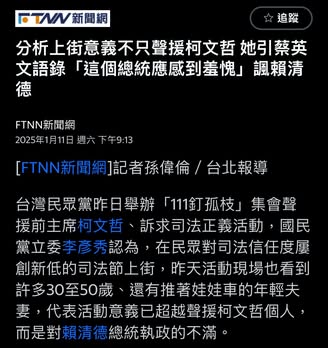 FTNN新聞網
☆ 追蹤
分析上街意義不只聲援柯文哲 她引蔡英
文語錄「這個總統應感到羞愧」諷賴清
德
FTNN新聞網
2025年1月11日 週六 下午9:13
[FTNN新聞網]記者孫偉倫 / 台北報導
台灣民眾黨昨日舉辦「111釘孤枝」集會聲
援前主席柯文哲、訴求司法正義活動，國民
黨立委李彥秀認為，在民眾對司法信任度屢
創新低的司法節上街，昨天活動現場也看到
許多30至50歲、還有推著娃娃車的年輕夫
妻，代表活動意義已超越聲援柯文哲個人，
而是對賴清德總統執政的不滿。